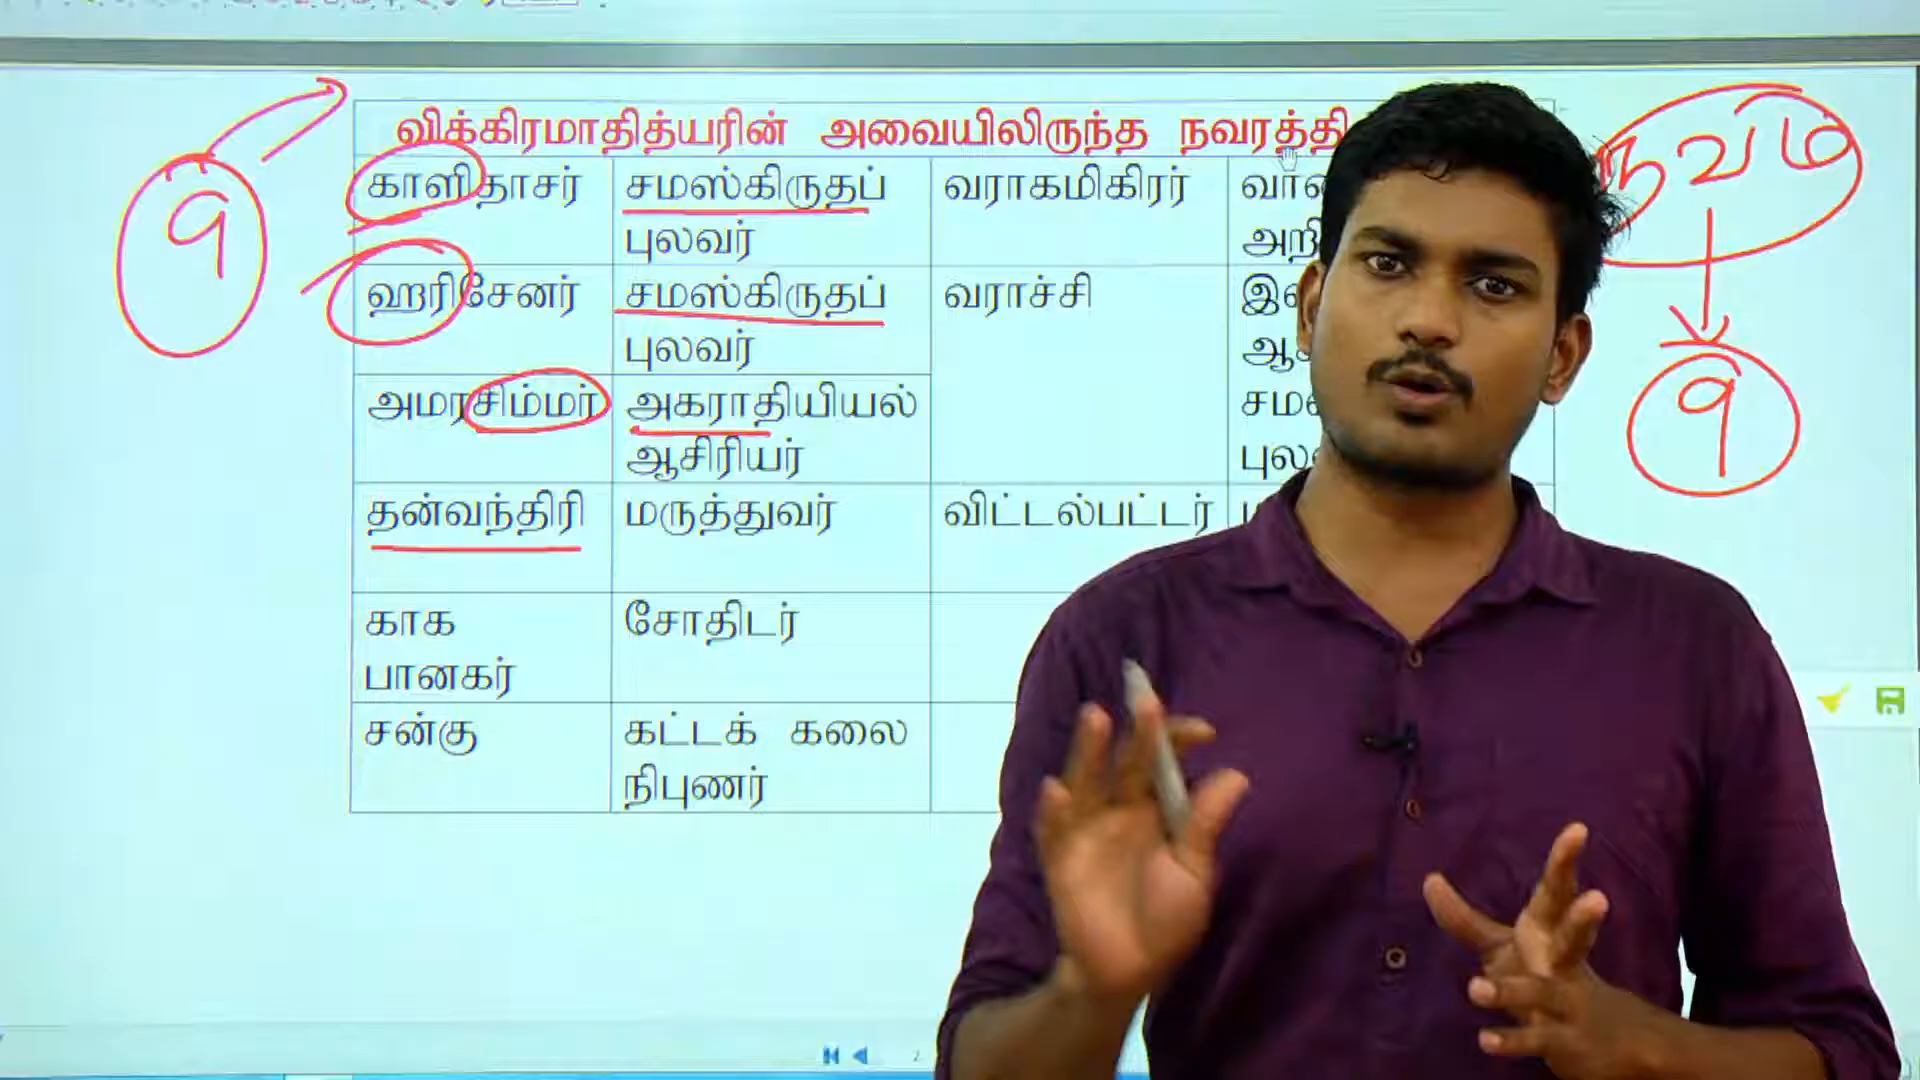 விக்கிரமாதித்யரின் அவையிலிருந்த
காளிதாசர் சமஸ்கிருதப் வராகமிகிரர்
புலவர்
ஹரிசேனர் சமஸ்கிருதப் வராச்சி
புலவர்
அமரசிம்மர் அகராதியியல்
ஆசிரியர்
தன்வந்திரி மருத்துவர் விட்டல்பட்டர்
காக சோதிடர்
பானகர்
சன்கு கட்டக் கலை
நிபுணர்
9
நவம்
9